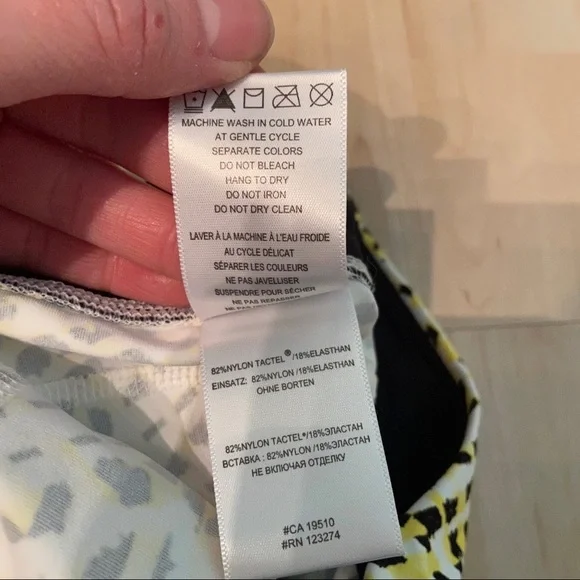 MACHINE WASH IN COLD WATER
AT GENTLE CYCLE
SEPARATE COLORS
DO NOT BLEACH
HANG TO DRY
DO NOT IRON
DO NOT DRY CLEAN
LAVER À LA MACHINE À L'EAU FROIDE
AU CYCLE DÉLICAT
SÉPARER LES COULEURS
NE PAS JAVELLISER
SUSPENDRE POUR SÉCHER
NE PAS REPASSER
82%NYLON TACTEL®/18%ELASTHAN
EINSATZ: 82%NYLON /18%ELASTHAN
OHNE BORTEN
82%NYLON TACTEL®/18%ЭЛАСТАН
ВСТАВКА : 82%NYLON /18%ЭЛАСТАН
НЕ ВКЛЮЧАЯ ОТДЕЛКУ
#CA 19510
#RN 123274